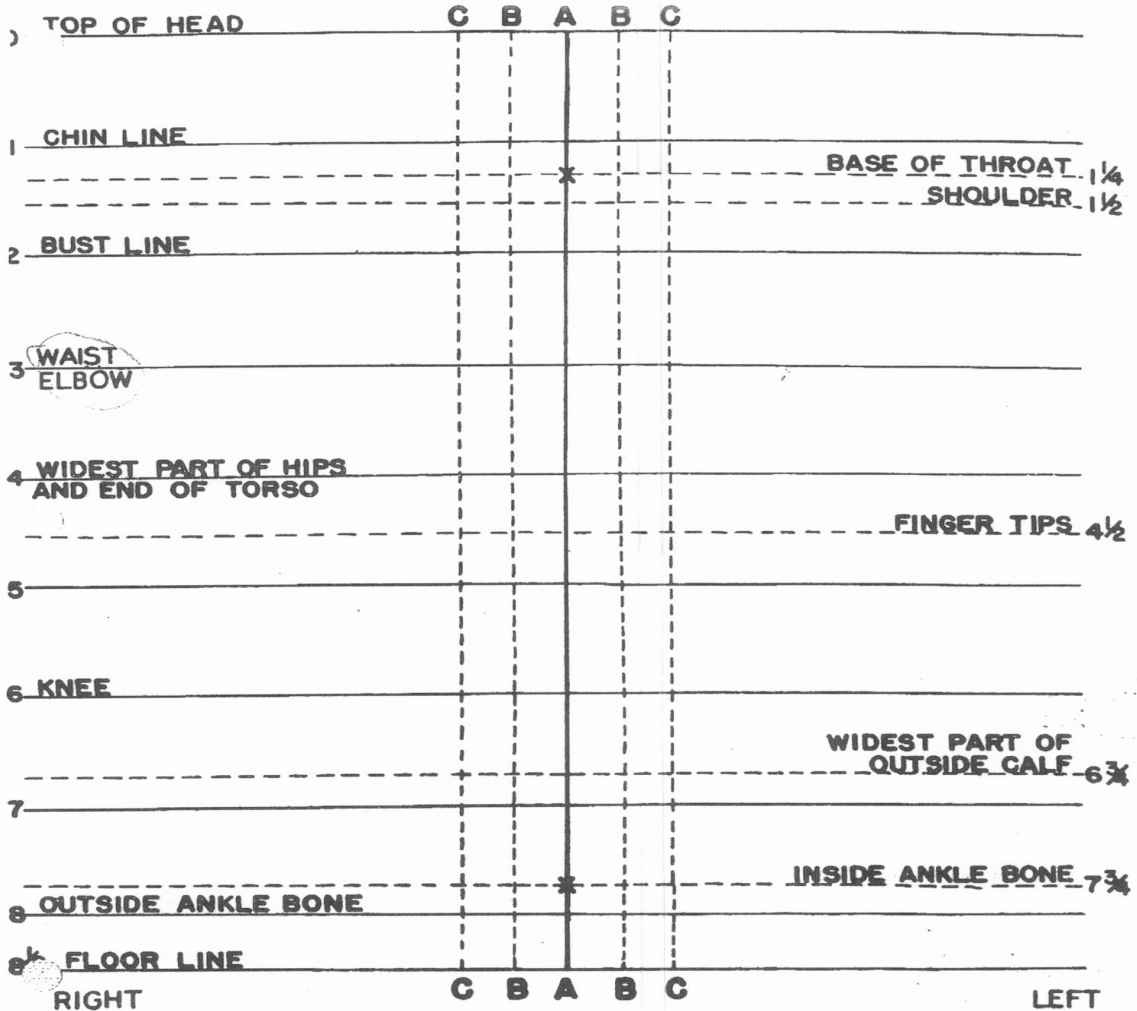 C B A B C
TOP OF HEAD
1 CHIN LINE
BASE OF THROAT 1¼
SHOULDER 1½
2 BUST LINE
3 WAIST
ELBOW
4 WIDEST PART OF HIPS
AND END OF TORSO
FINGER TIPS 4½
5
6 KNEE
WIDEST PART OF
OUTSIDE CALF 6¾
7
INSIDE ANKLE BONE 7¾
8 OUTSIDE ANKLE BONE
FLOOR LINE
C B A B C
RIGHT LEFT